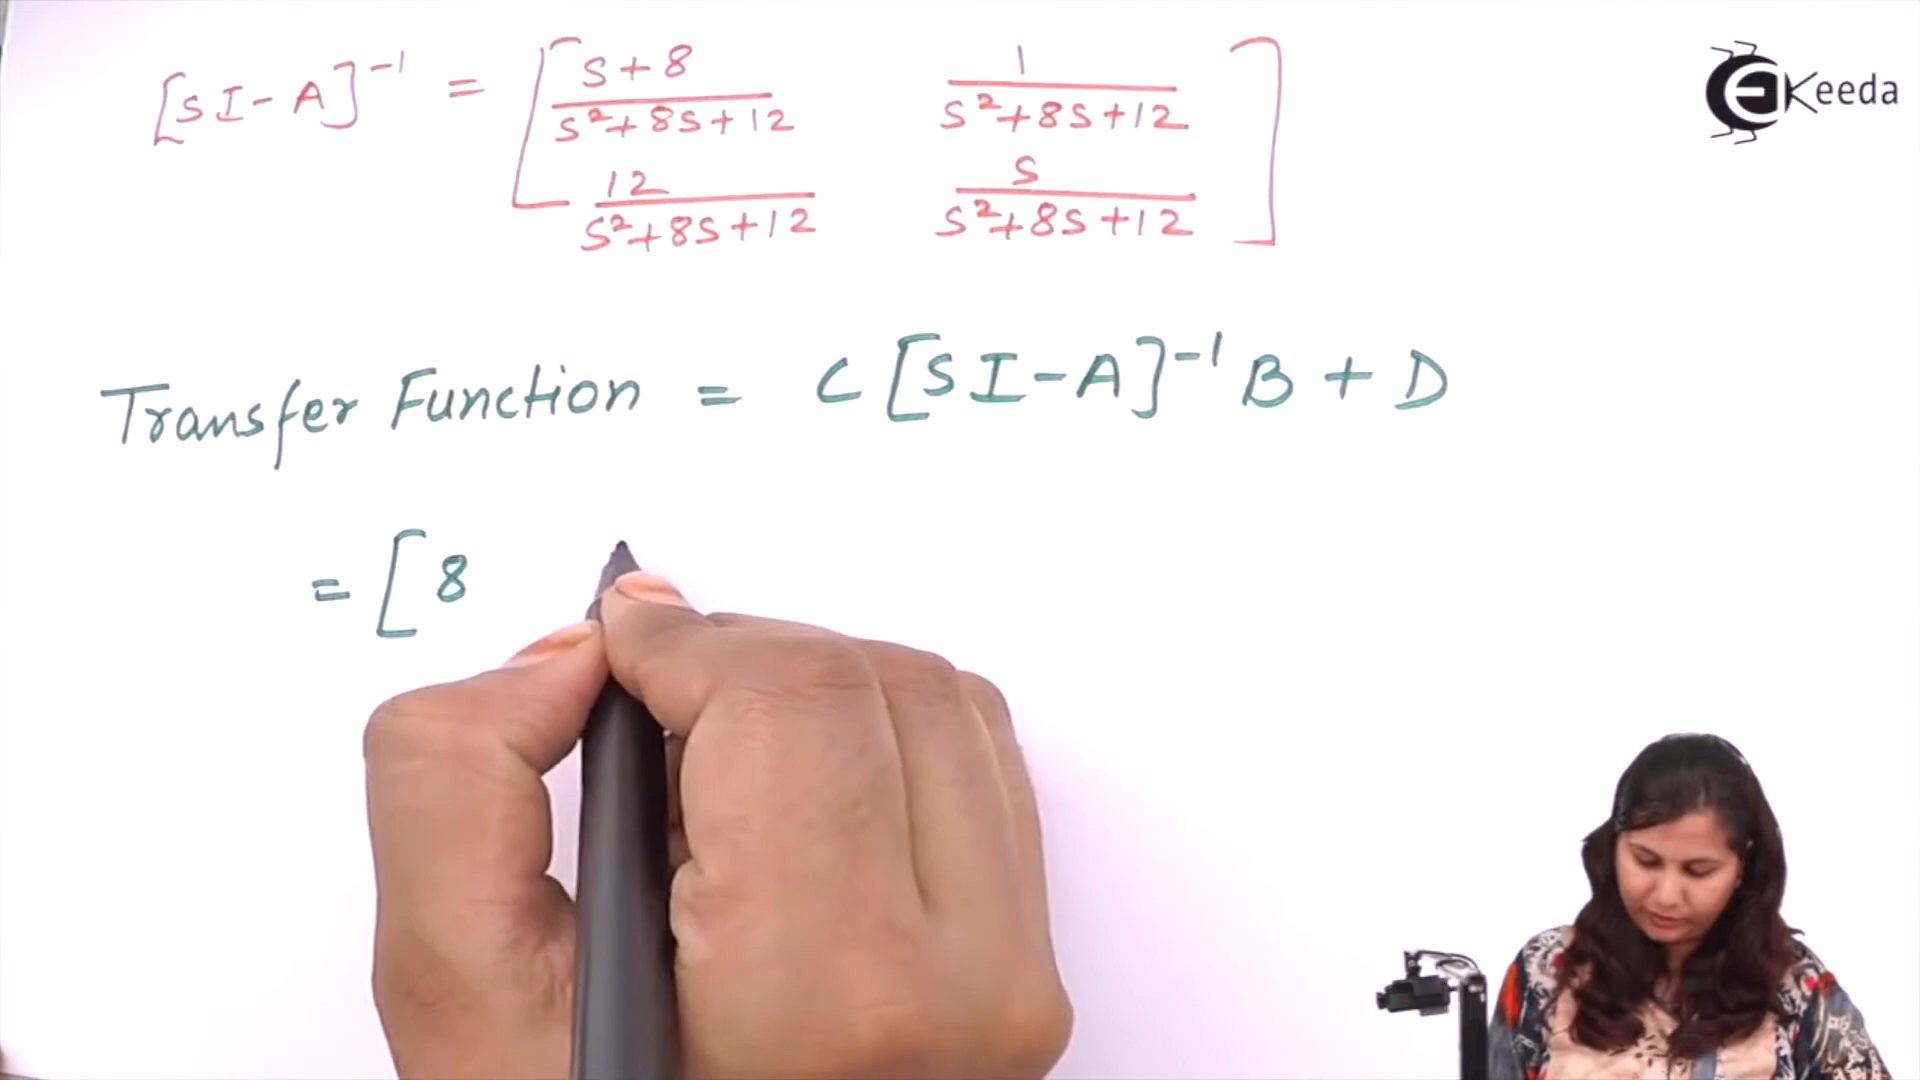 [SI-A]⁻¹ = [ S+8/S²+8S+12 1/S²+8S+12
12/S²+8S+12 S/S²+8S+12 ]
Transfer Function = C[SI-A]⁻¹B+D
= [8
EKeeda